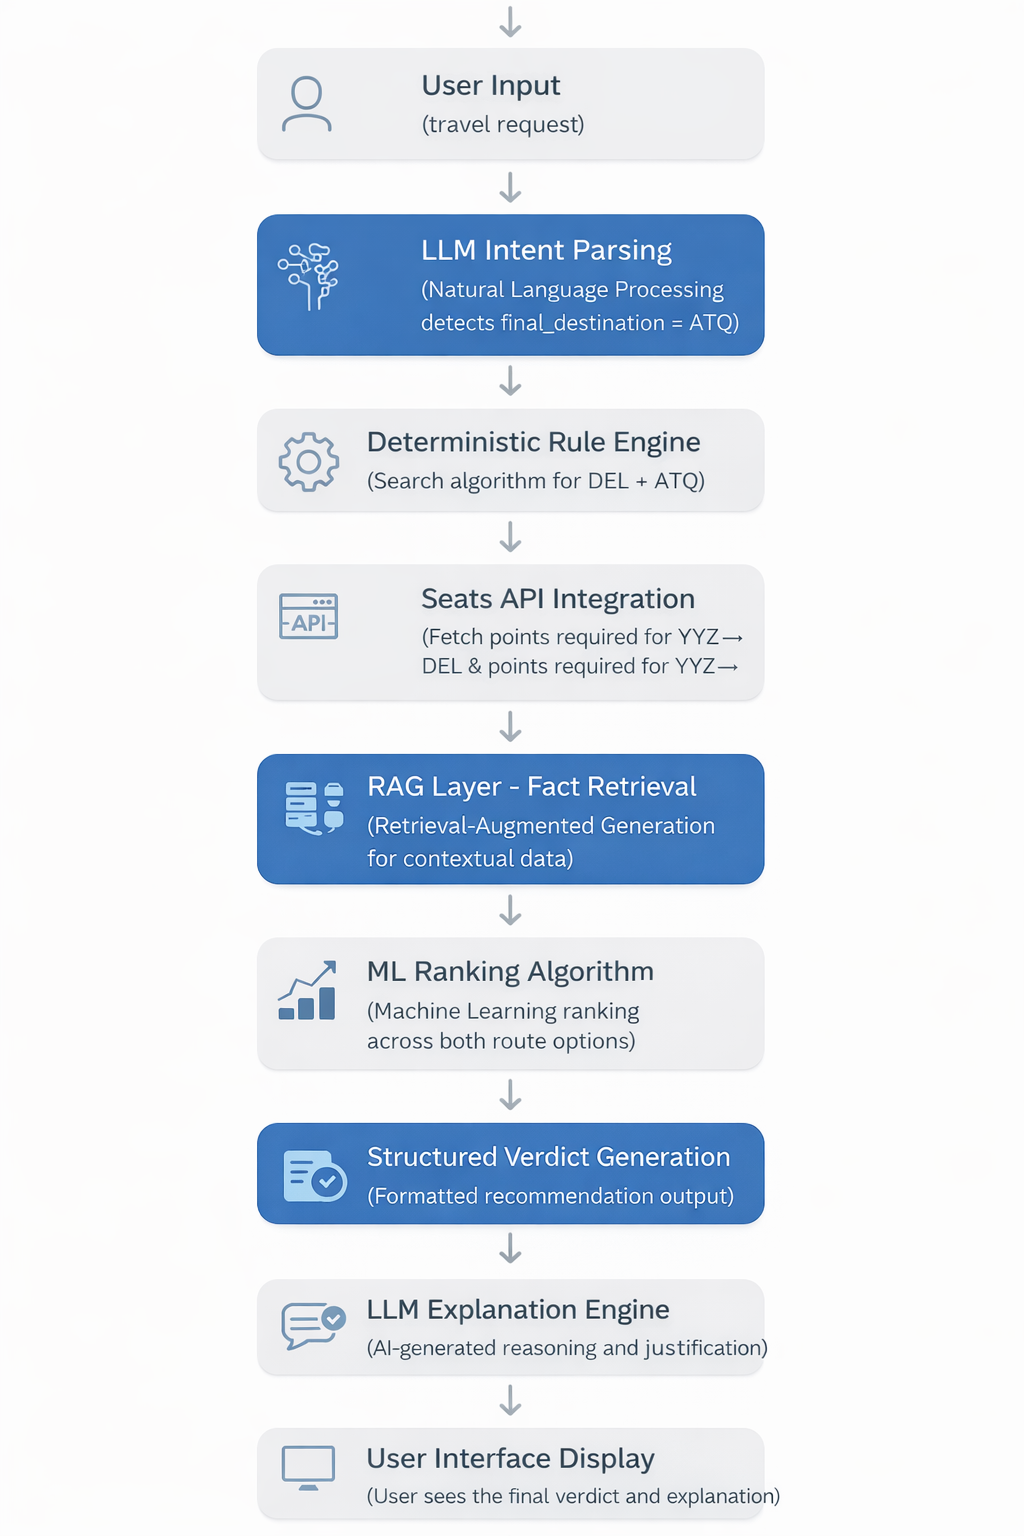 User Input
(travel request)
LLM Intent Parsing
(Natural Language Processing
detects final_destination = ATQ)
Deterministic Rule Engine
(Search algorithm for DEL + ATQ)
API
Seats API Integration
(Fetch points required for YYZ→
DEL & points required for YYZ→
RAG Layer - Fact Retrieval
(Retrieval-Augmented Generation
for contextual data)
ML Ranking Algorithm
(Machine Learning ranking
across both route options)
Structured Verdict Generation
(Formatted recommendation output)
LLM Explanation Engine
(AI-generated reasoning and justification)
User Interface Display
(User sees the final verdict and explanation)